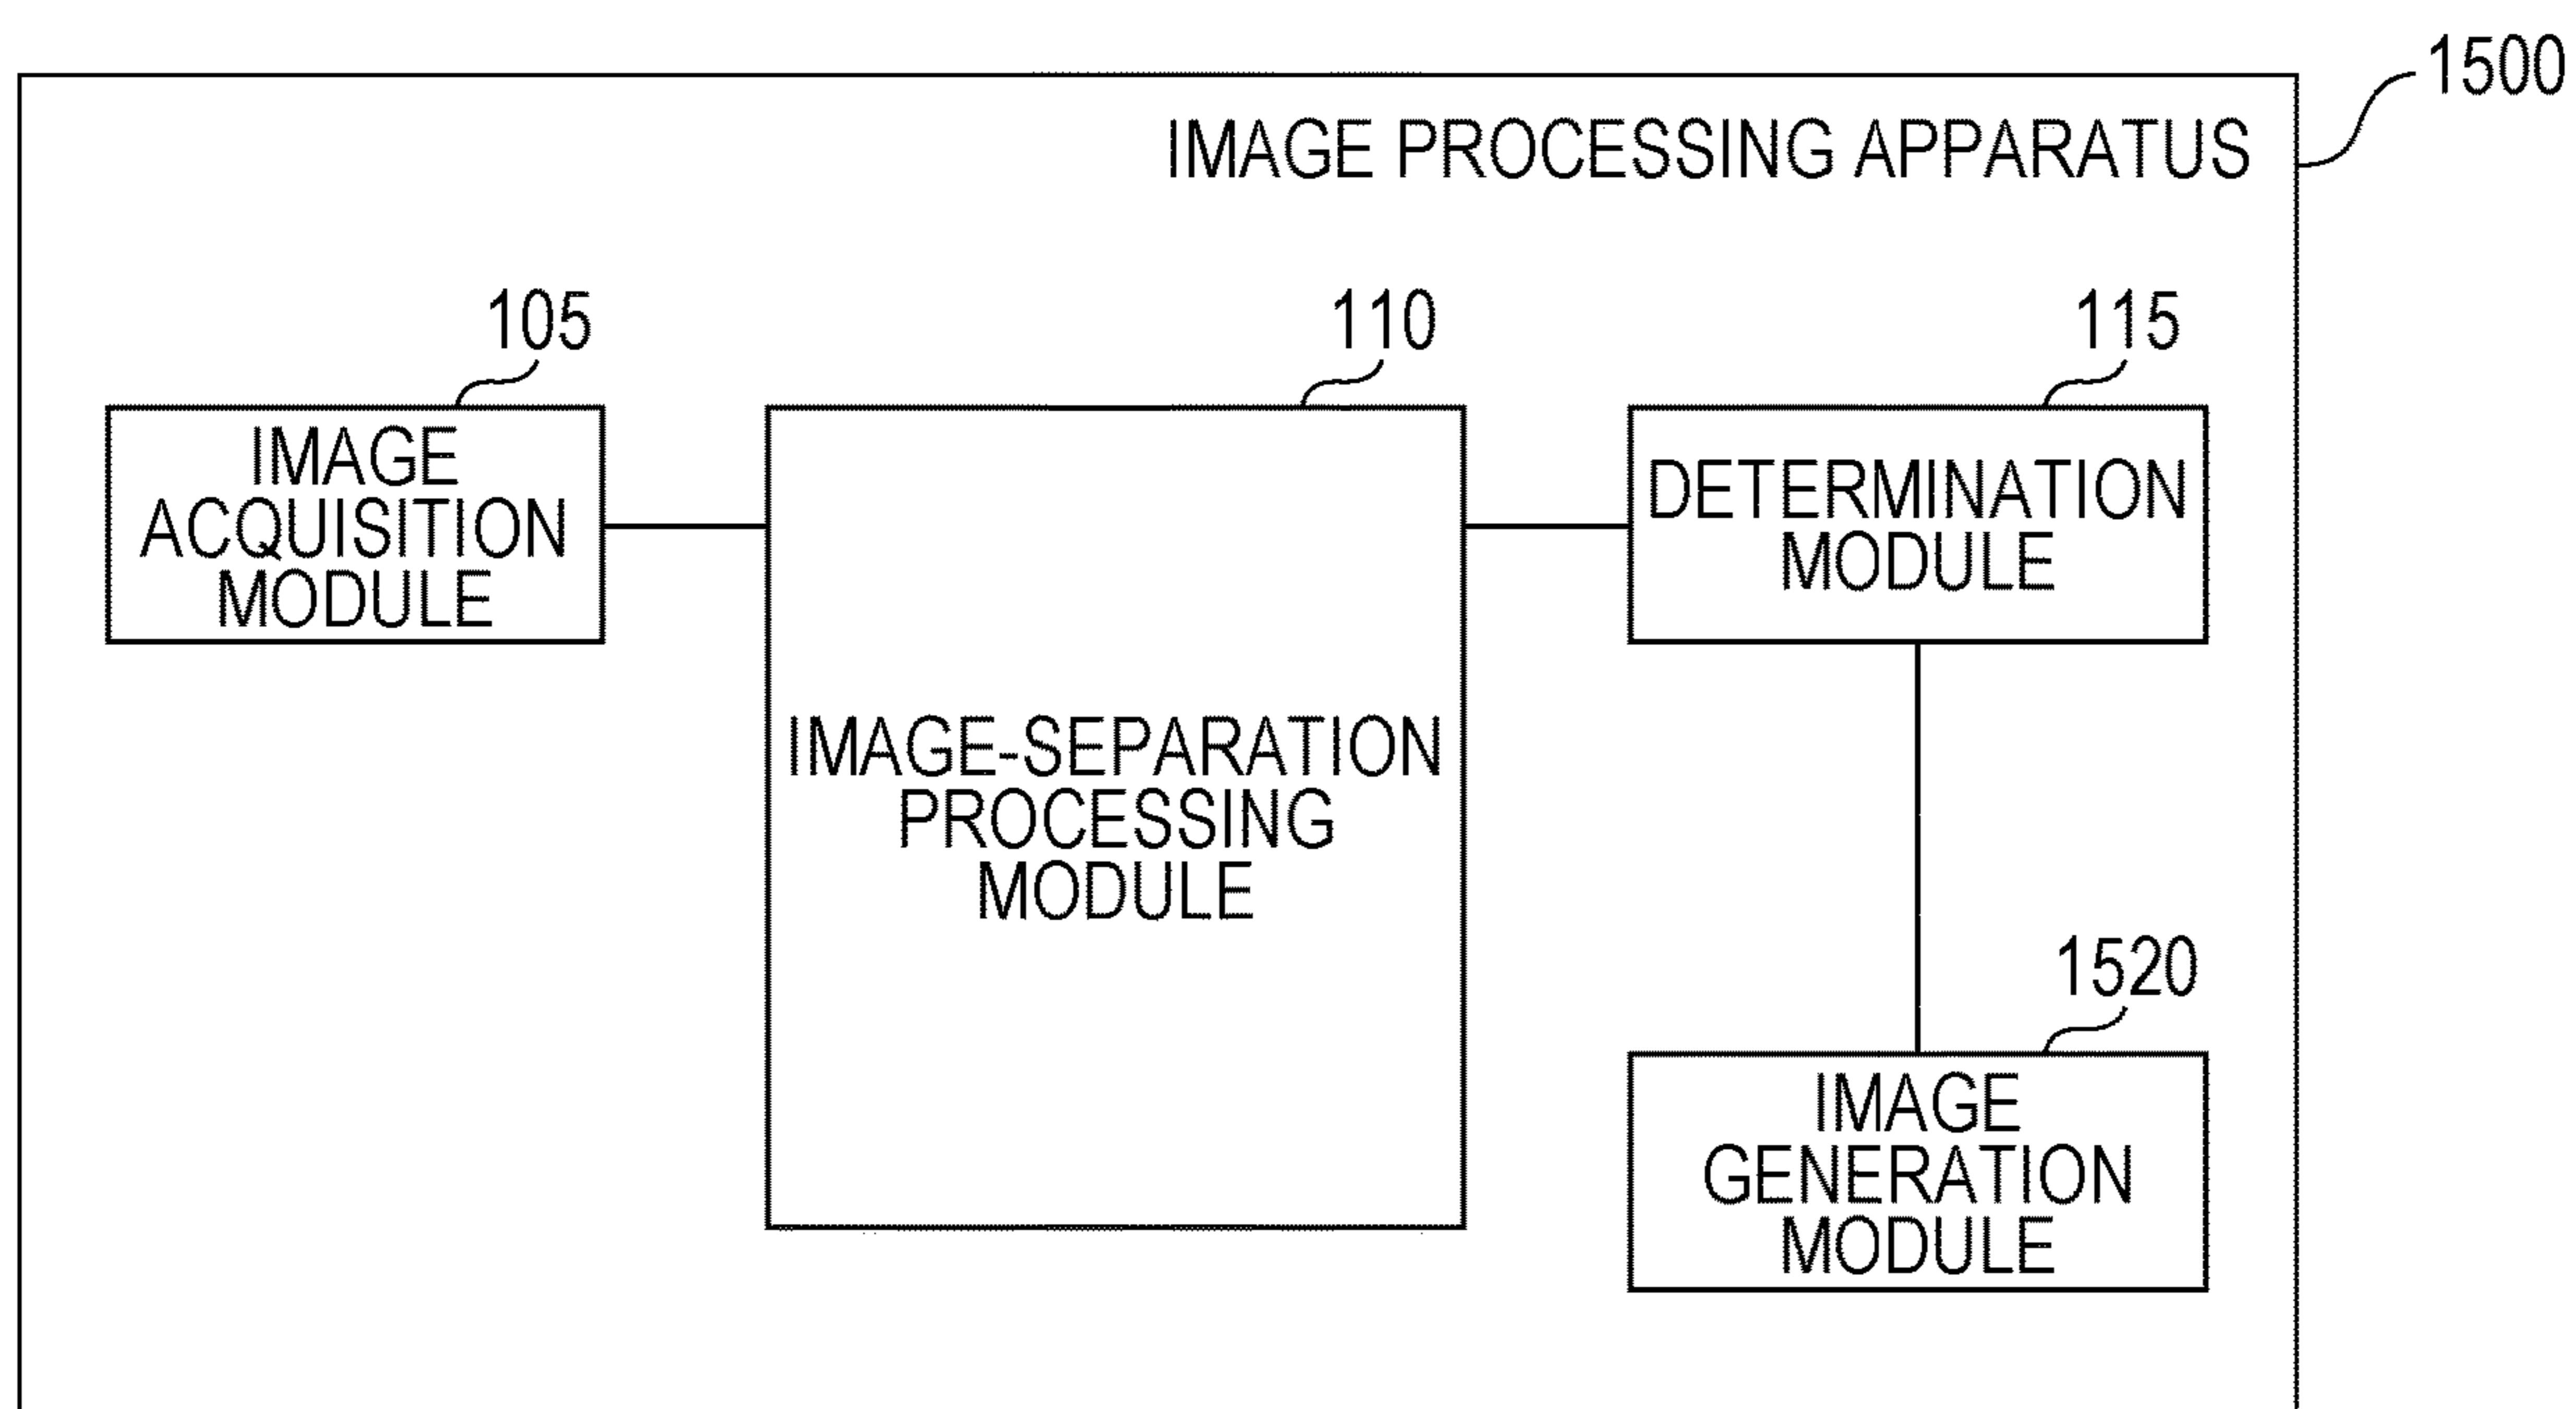 1500
IMAGE PROCESSING APPARATUS
105
110
115
IMAGE
ACQUISITION
MODULE
IMAGE-SEPARATION
PROCESSING
MODULE
DETERMINATION
MODULE
1520
IMAGE
GENERATION
MODULE